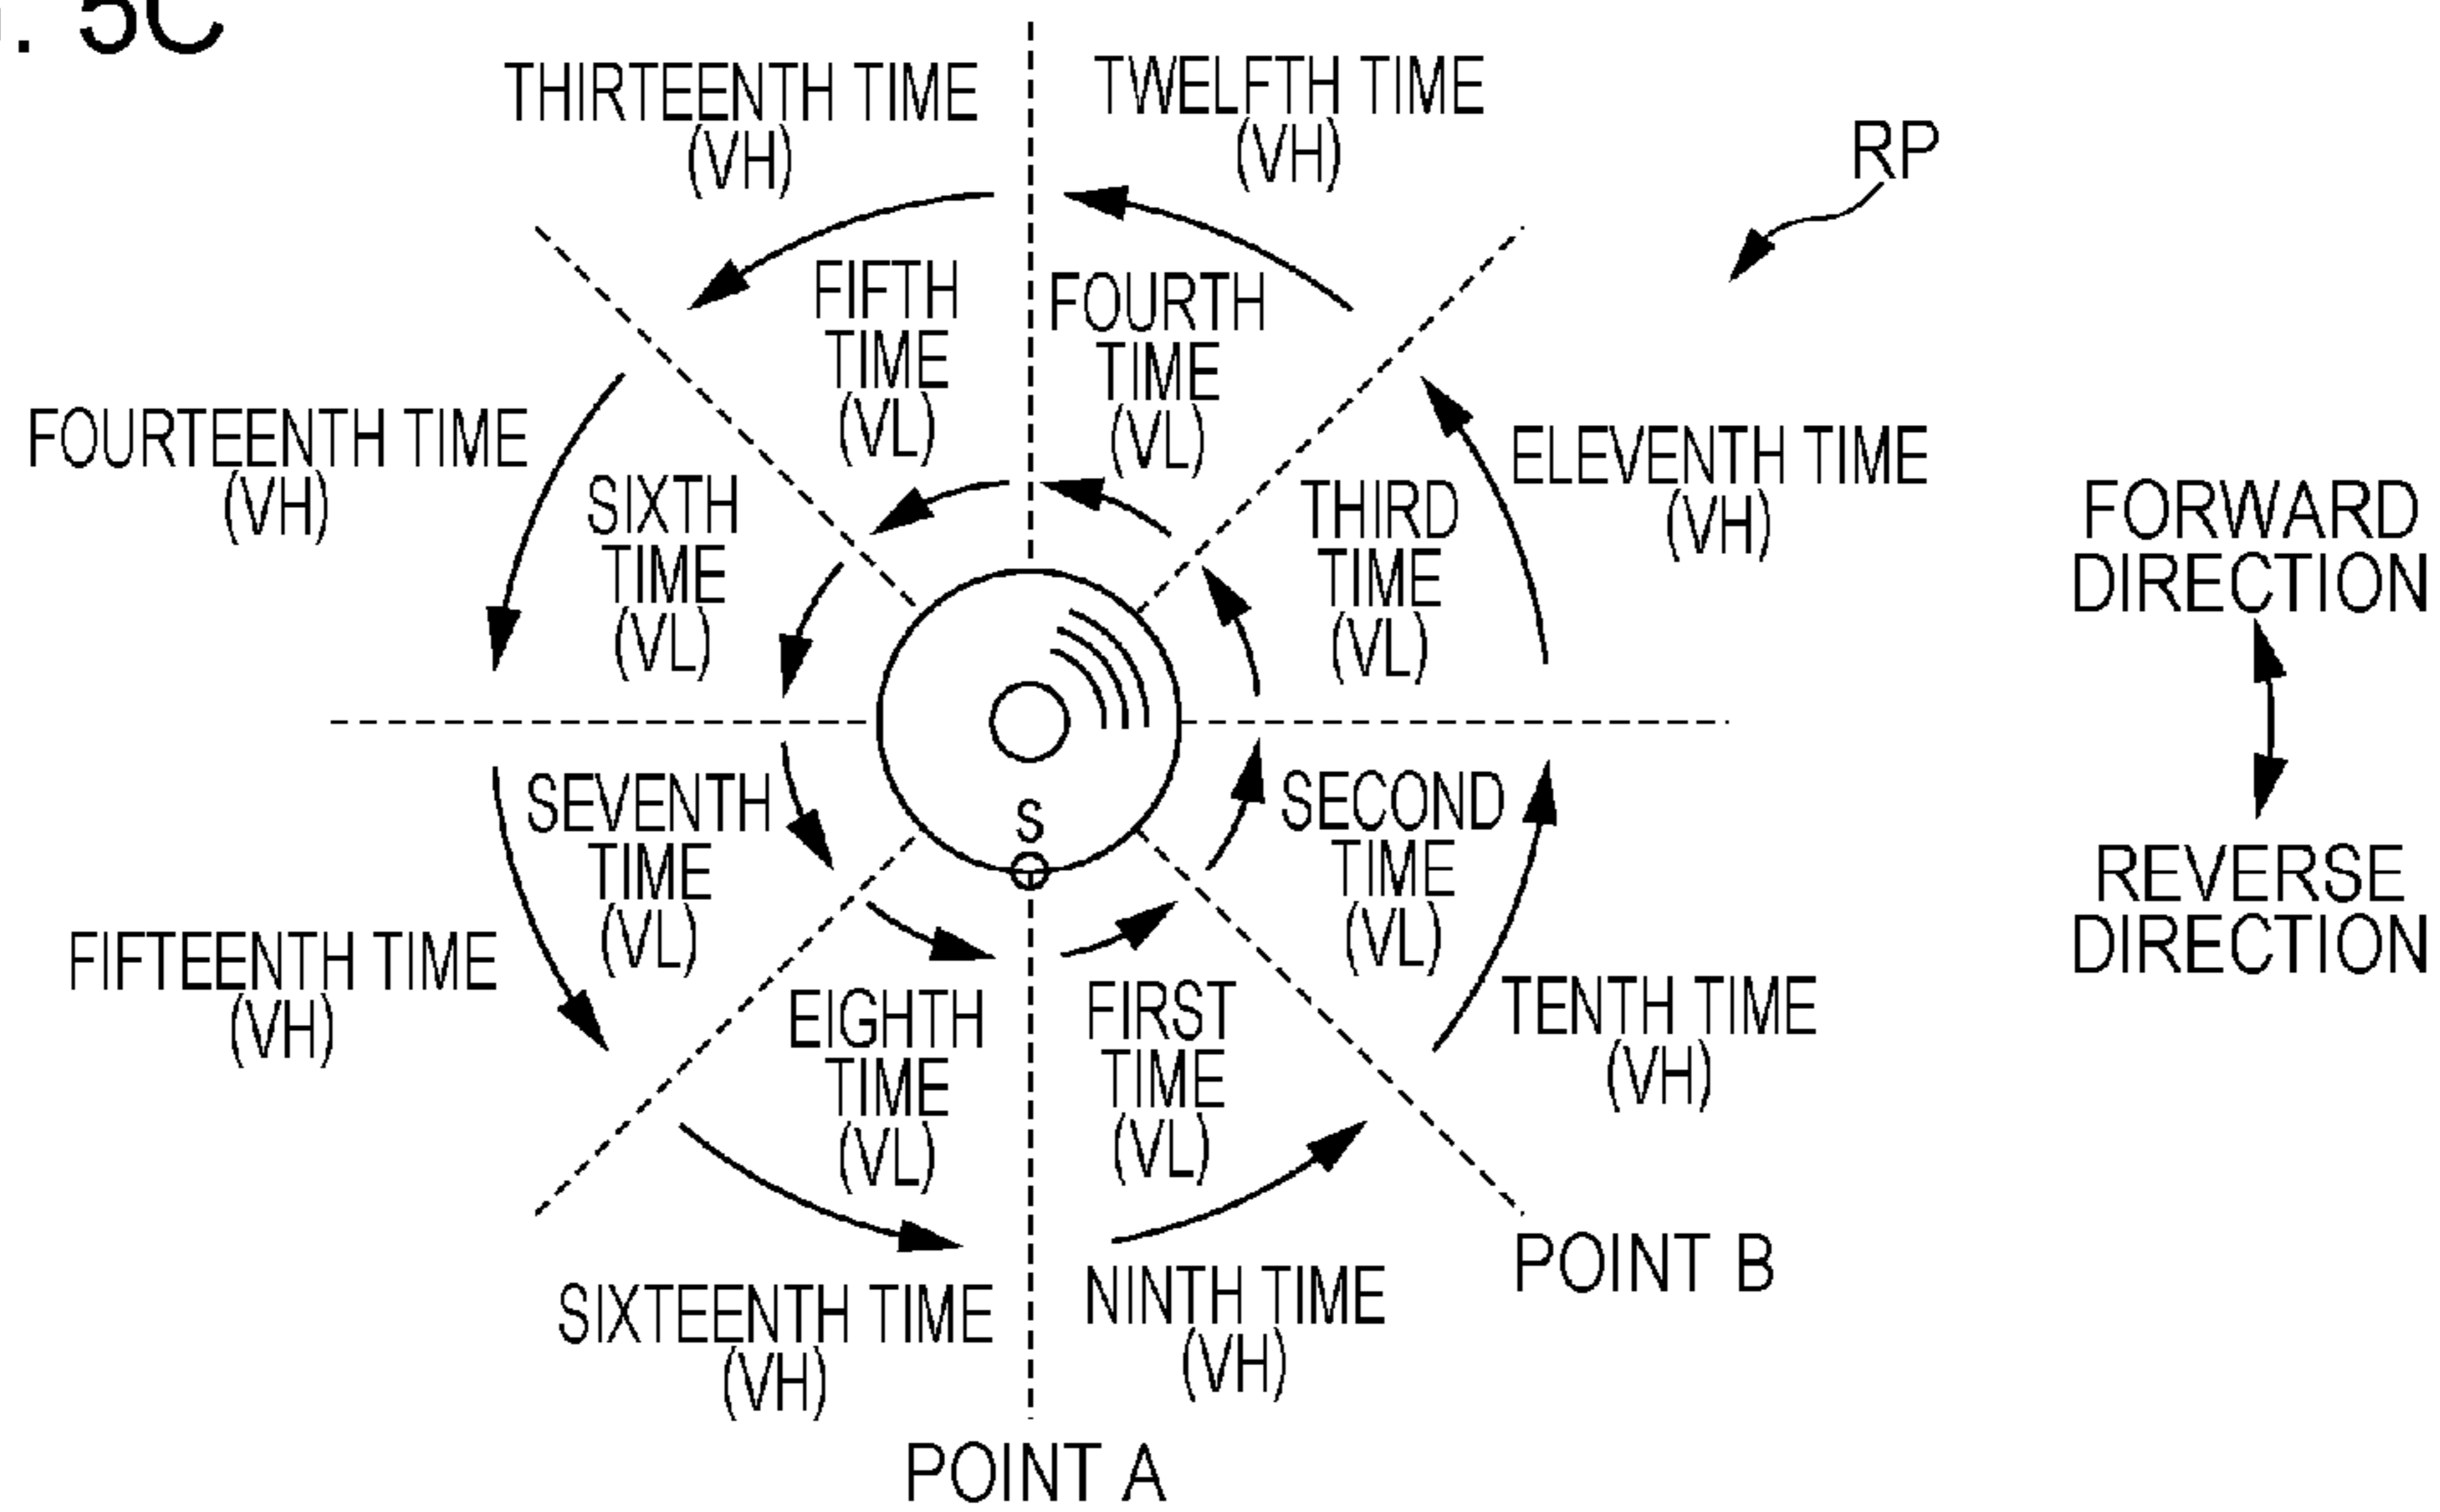 . 5C
THIRTEENTH TIME
(VH)
TWELFTH TIME
(VH)
RP
FIFTH
TIME
(VL)
FOURTH
TIME
(VL)
FOURTEENTH TIME
(VH)
SIXTH
TIME
(VL)
THIRD
TIME
(VL)
ELEVENTH TIME
(VH)
FORWARD
DIRECTION
SEVENTH
TIME
(VL)
S
SECOND
TIME
(VL)
REVERSE
DIRECTION
FIFTEENTH TIME
(VH)
EIGHTH
TIME
(VL)
FIRST
TIME
(VL)
TENTH TIME
(VH)
SIXTEENTH TIME
(VH)
NINTH TIME
(VH)
POINT B
POINT A